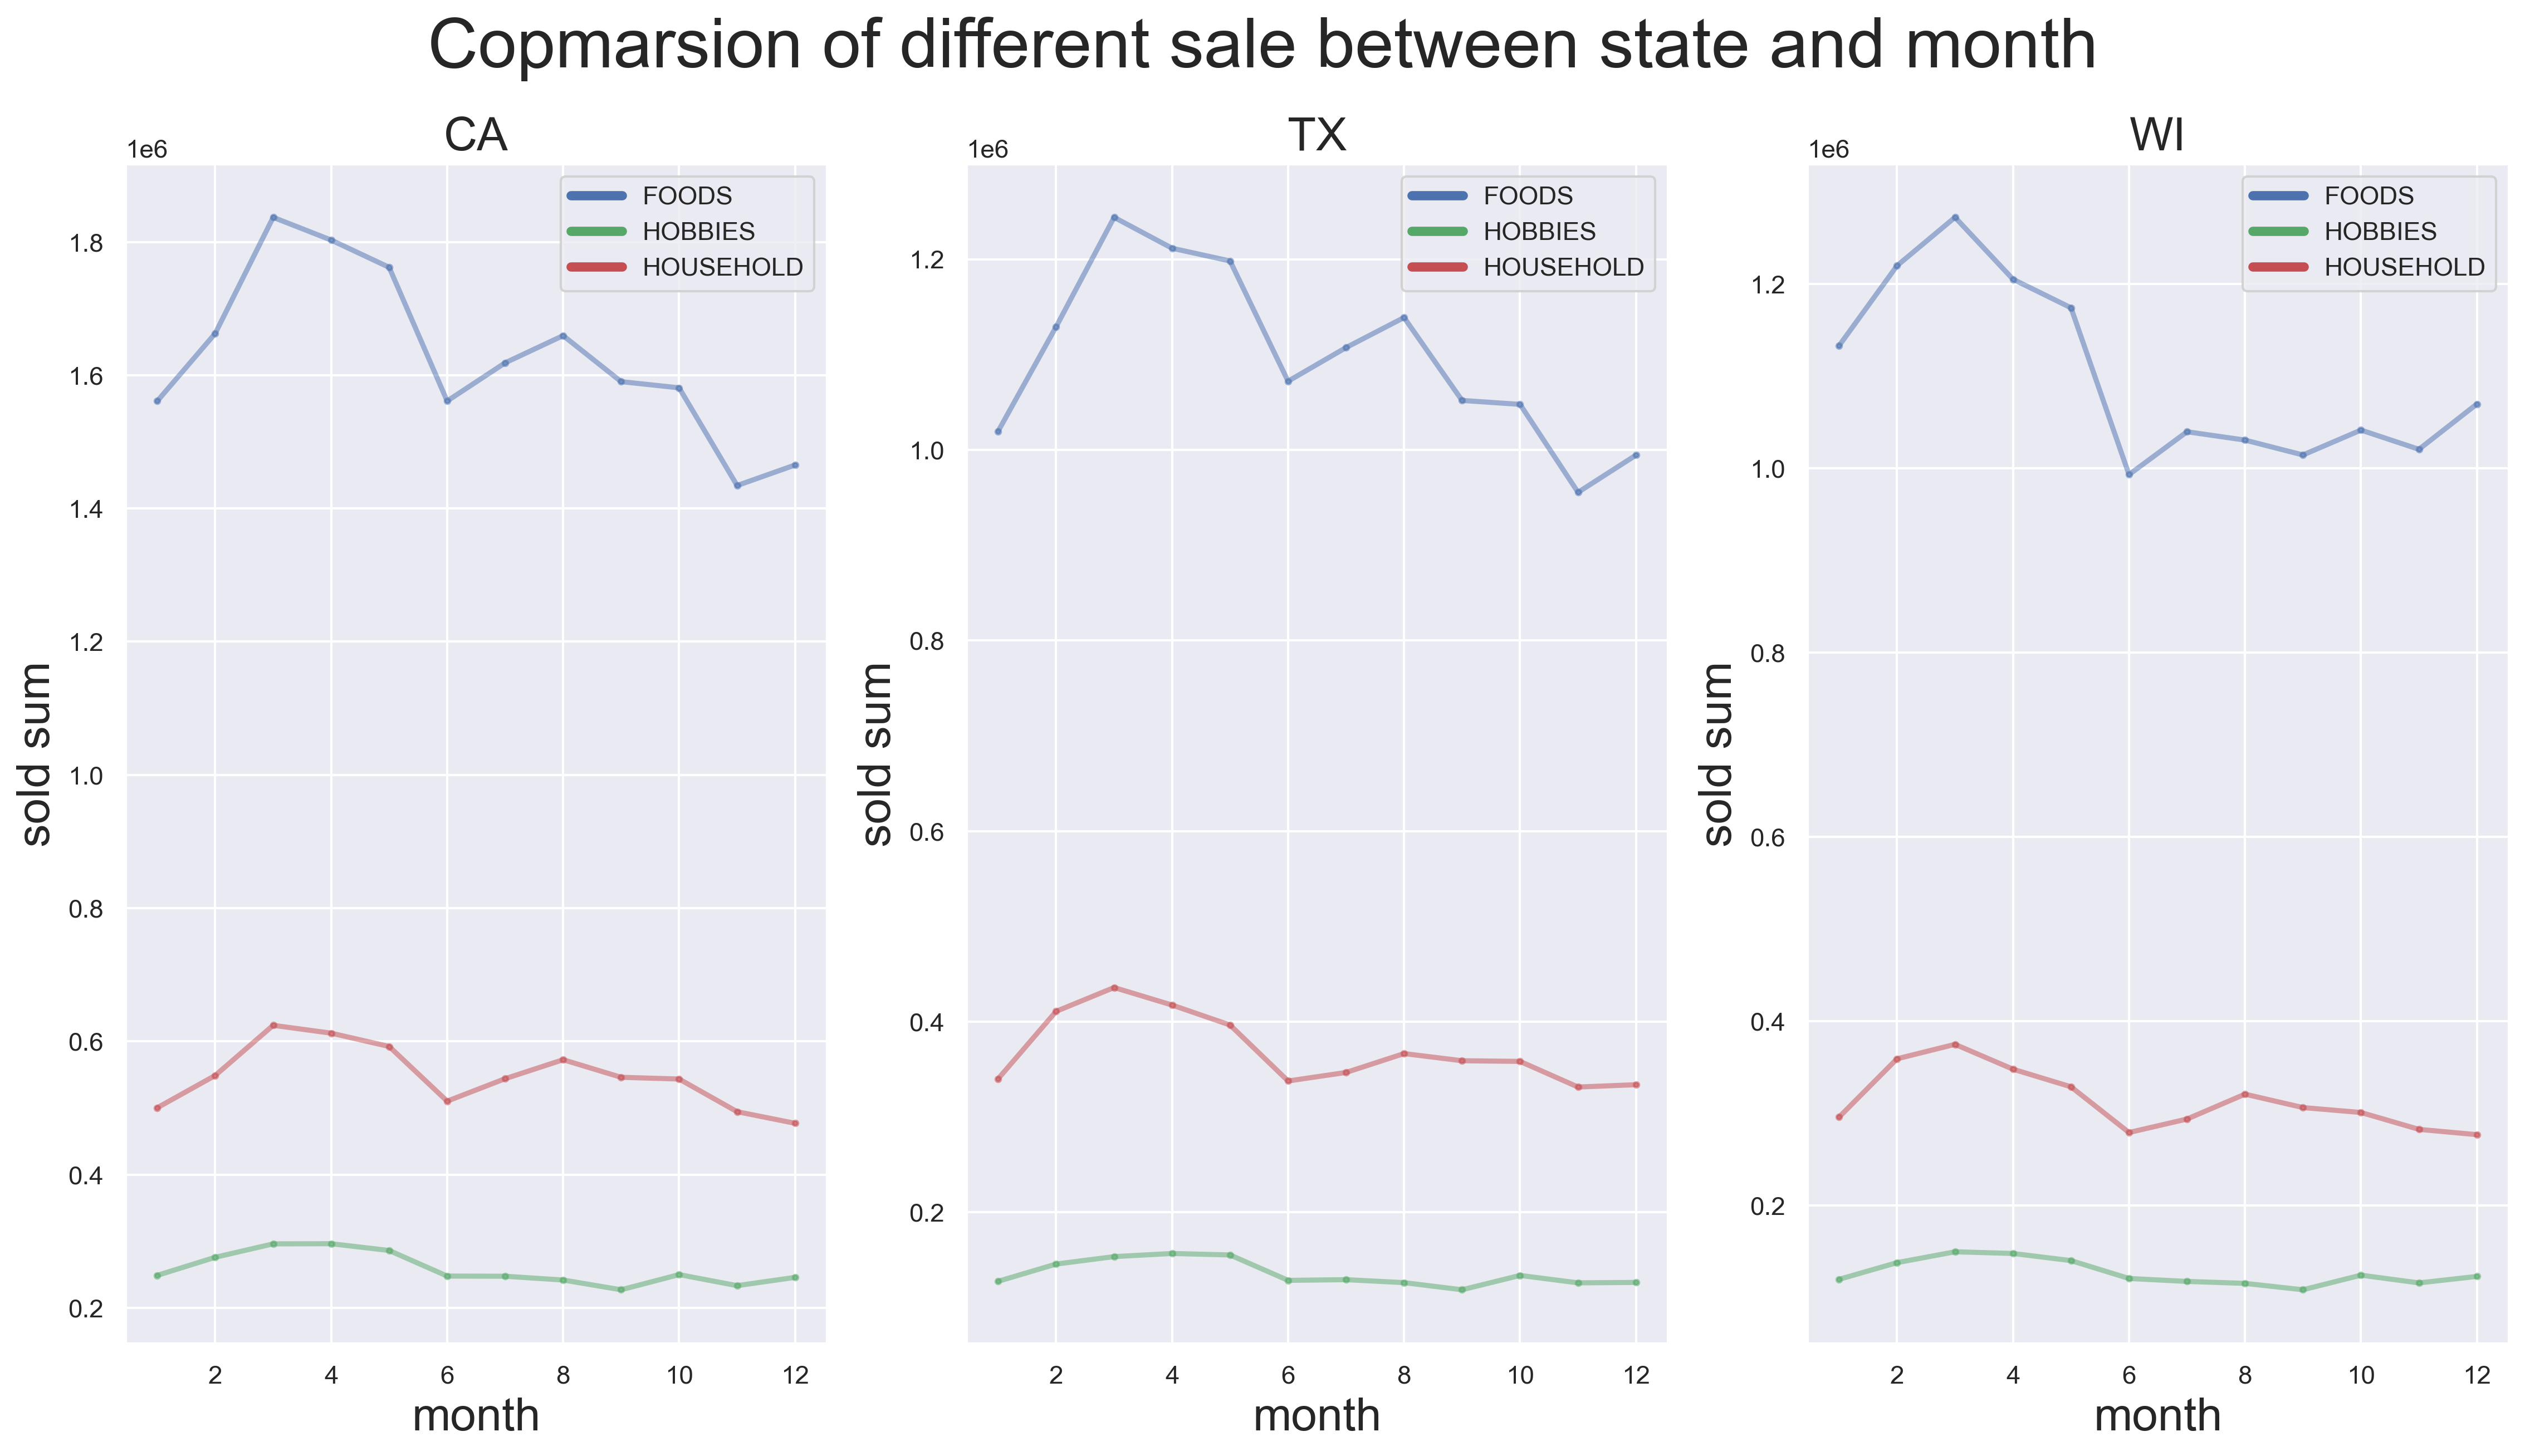 Copmarsion of different sale between state and month
CA
1e6
FOODS
HOBBIES
HOUSEHOLD
1.8
1.6
1.4
1.2
1.0
0.8
0.6
0.4
0.2
sold sum
2 4 6 8 10 12
month
TX
1e6
FOODS
HOBBIES
HOUSEHOLD
1.2
1.0
0.8
0.6
0.4
0.2
sold sum
2 4 6 8 10 12
month
WI
1e6
FOODS
HOBBIES
HOUSEHOLD
1.2
1.0
0.8
0.6
0.4
0.2
sold sum
2 4 6 8 10 12
month